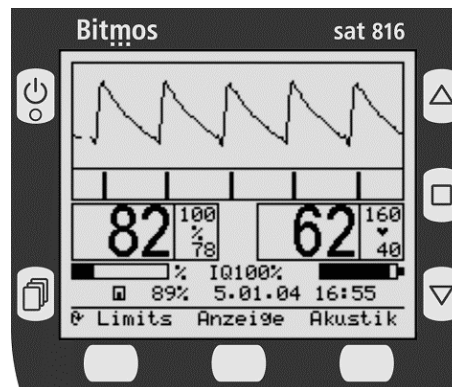 Bitmos sat 816
82 100 % 78 62 160 ♥ 40
% IQ100%
89% 5.01.04 16:55
Limits Anzeige Akustik